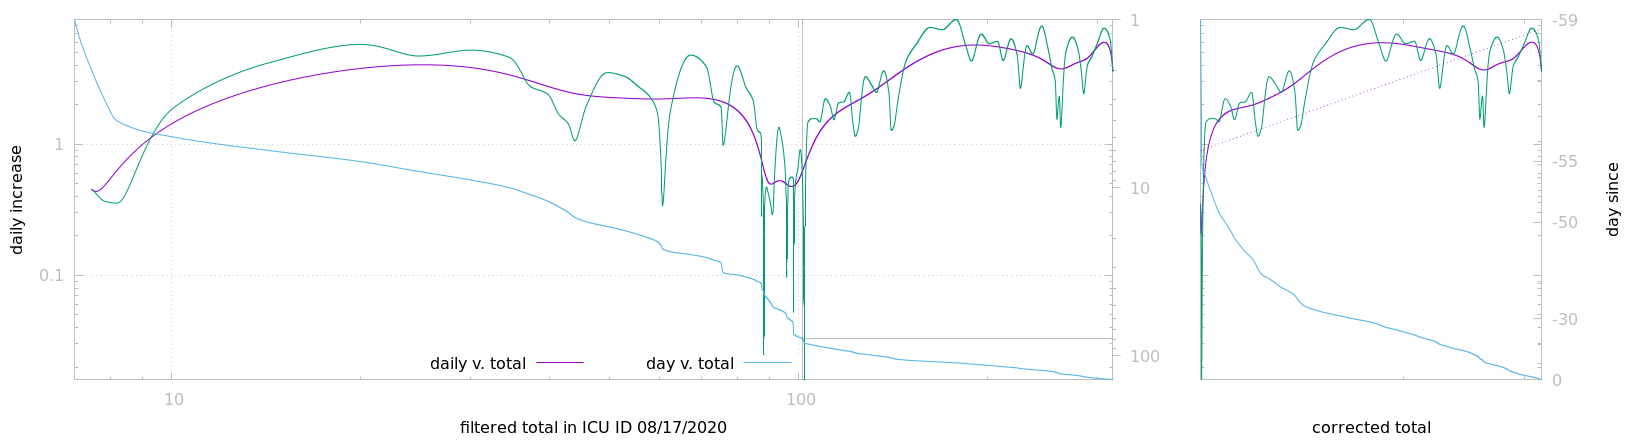 daily increase
1
0.1
10
100
1
10
100
daily v. total
day v. total
filtered total in ICU ID 08/17/2020
-59
-55
-50
-30
0
day since
corrected total